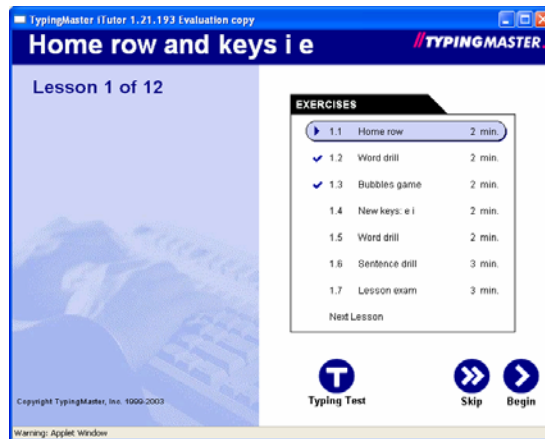 TypingMaster iTutor 1.21.193 Evaluation copy
Home row and keys i e
TYPINGMASTER
Lesson 1 of 12
EXERCISES
1.1 Home row 2 min.
1.2 Word drill 2 min.
1.3 Bubbles game 2 min.
1.4 New keys: e i 2 min.
1.5 Word drill 2 min.
1.6 Sentence drill 3 min.
1.7 Lesson exam 3 min.
Next Lesson
T
Typing Test Skip Begin
Copyright TypingMaster, Inc. 1999-2003
Warning: Applet Window